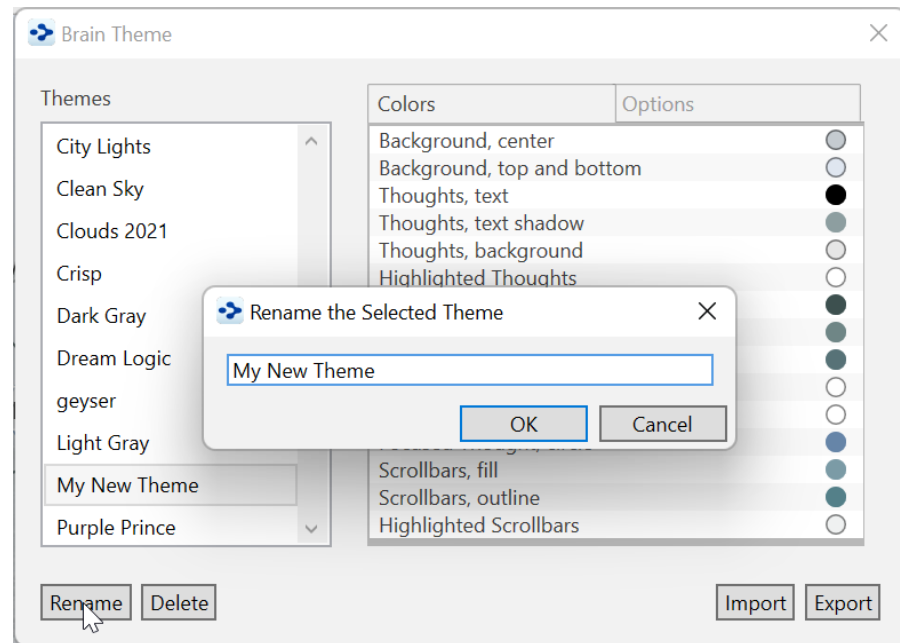 Brain Theme
Themes
City Lights
Clean Sky
Clouds 2021
Crisp
Dark Gray
Dream Logic
geyser
Light Gray
My New Theme
Purple Prince
Colors
Options
Background, center
Background, top and bottom
Thoughts, text
Thoughts, text shadow
Thoughts, background
Highlighted Thoughts
Rename the Selected Theme
My New Theme
OK
Cancel
Focused Thought, circle
Scrollbars, fill
Scrollbars, outline
Highlighted Scrollbars
Rename
Delete
Import
Export